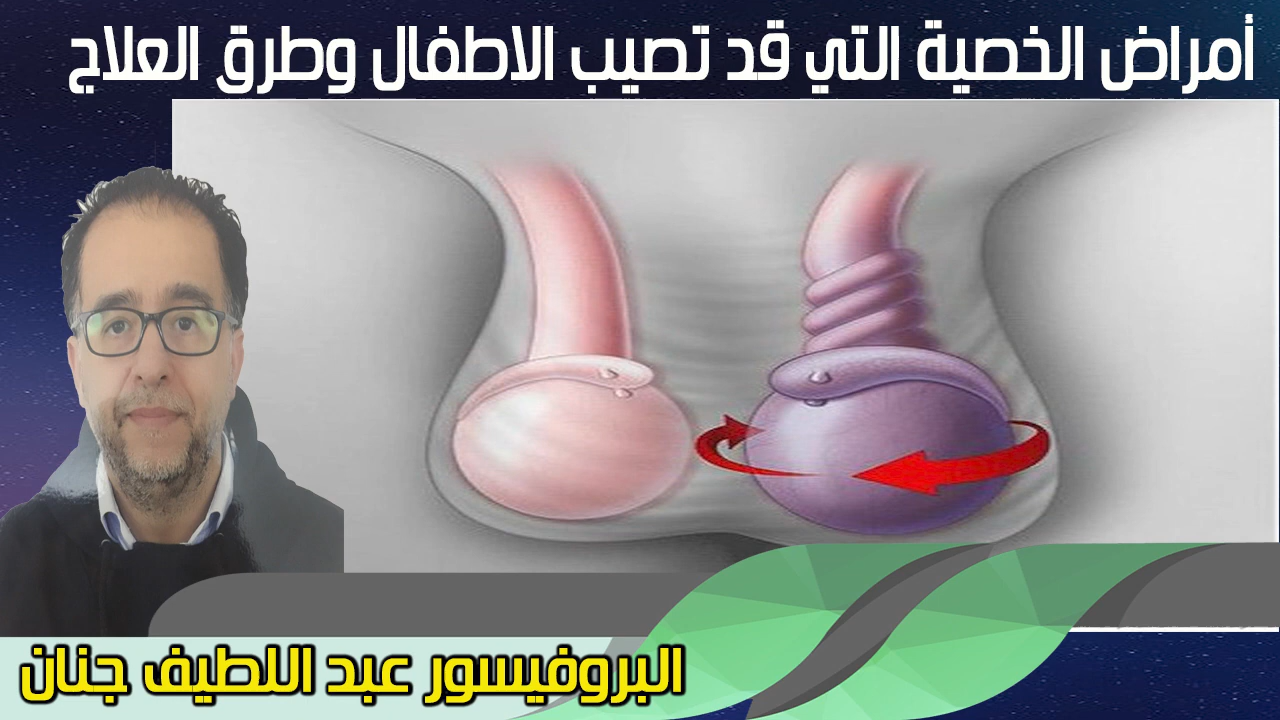 أمراض الخصية التي قد تصيب الاطفال وطرق العلاج
البروفيسور عبد اللطيف جنان